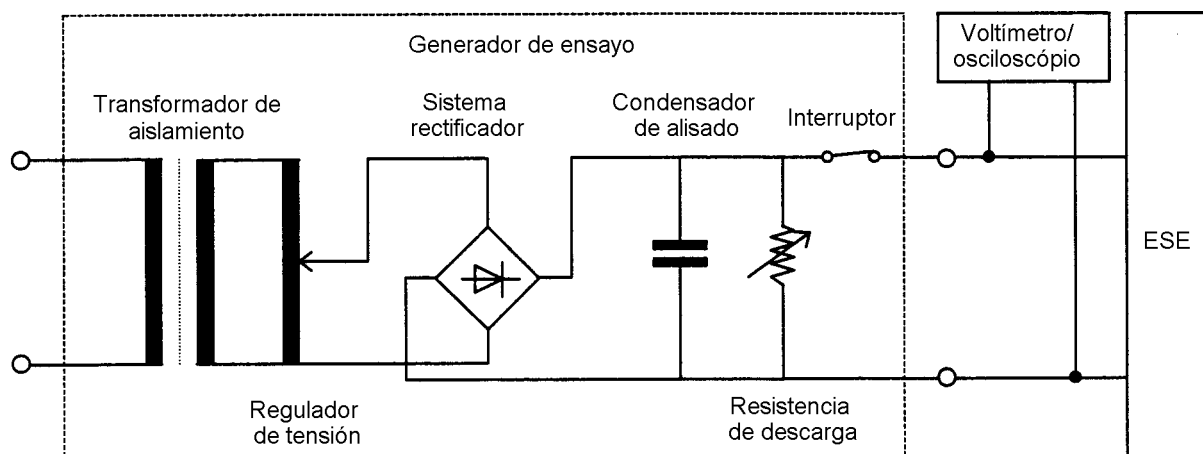 Generador de ensayo
Voltímetro/
osciloscópio
Transformador de
aislamiento
Sistema
rectificador
Condensador
de alisado
Interruptor
ESE
Regulador
de tensión
Resistencia
de descarga